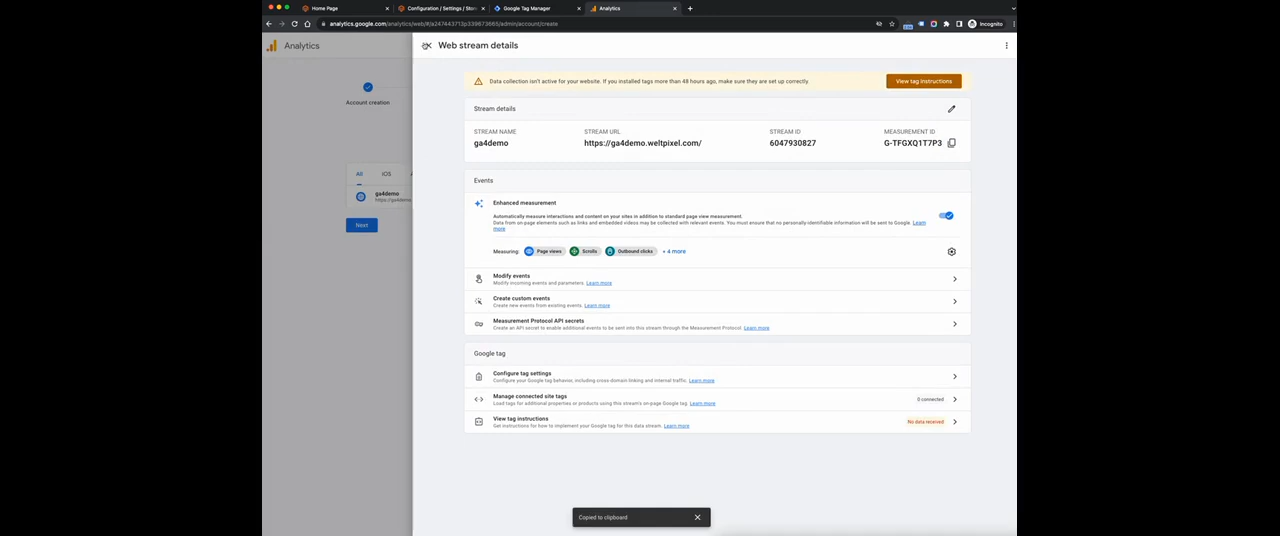 Home Page
Configuration / Settings / Store
Google Tag Manager
Analytics
analytics.google.com/analytics/web/#/a247443713p339673665/admin/account/create
Incognito
Analytics
Web stream details
Data collection isn't active for your website. If you installed tags more than 48 hours ago, make sure they are set up correctly.
View tag instructions
Account creation
Stream details
STREAM NAME
STREAM URL
STREAM ID
MEASUREMENT ID
ga4demo
https://ga4demo.weltpixel.com/
6047930827
G-TFGXQ1T7P3
All
iOS
ga4demo
https://ga4demo
Next
Events
Enhanced measurement
Automatically measure interactions and content on your sites in addition to standard page view measurement.
Data from on-page elements such as links and embedded videos may be collected with relevant events. You must ensure that no personally-identifiable information will be sent to Google. Learn
more
Measuring:
Page views
Scrolls
Outbound clicks
+ 4 more
Modify events
Modify incoming events and parameters. Learn more
Create custom events
Create new events from existing events. Learn more
Measurement Protocol API secrets
Create an API secret to enable additional events to be sent into this stream through the Measurement Protocol. Learn more
Google tag
Configure tag settings
Configure your Google tag behavior, including cross-domain-linking and internal traffic. Learn more
Manage connected site tags
Load tags for additional properties or products using this stream's on-page Google tag. Learn more
0 connected
View tag instructions
Get instructions for how to implement your Google tag for this data stream. Learn more
No data received
Copied to clipboard